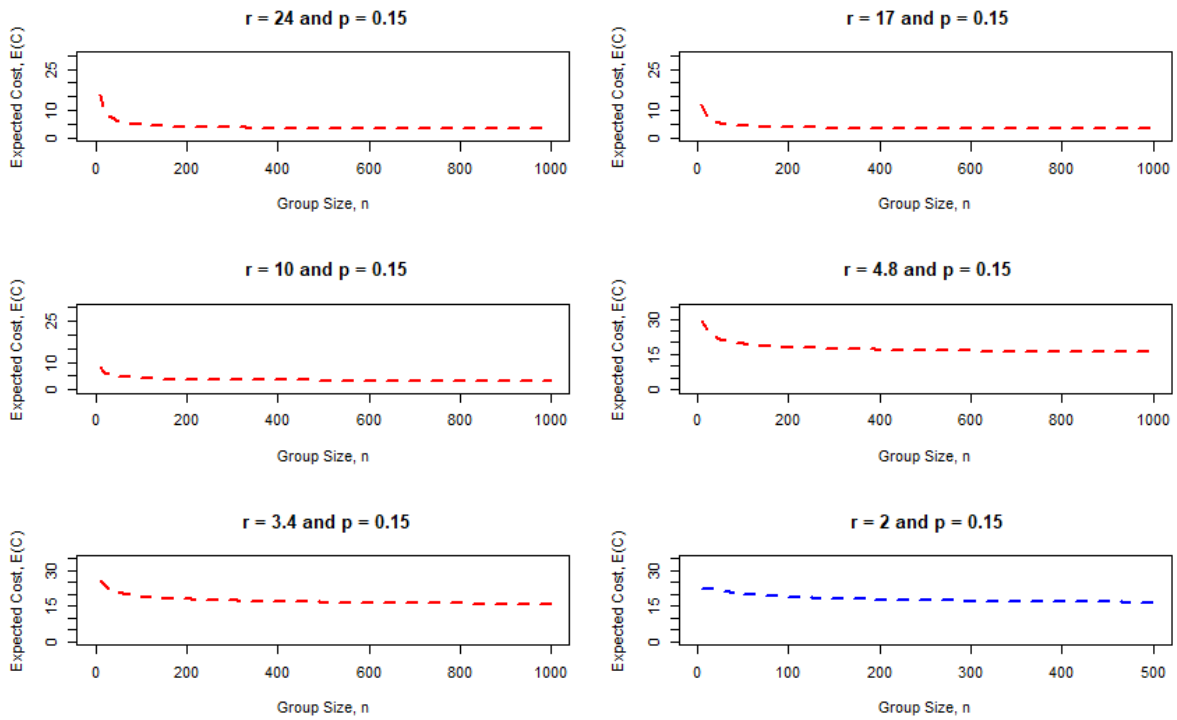 r = 24 and p = 0.15
Expected Cost, E(C)
25
10
0
0 200 400 600 800 1000
Group Size, n
r = 17 and p = 0.15
Expected Cost, E(C)
25
10
0
0 200 400 600 800 1000
Group Size, n
r = 10 and p = 0.15
Expected Cost, E(C)
25
10
0
0 200 400 600 800 1000
Group Size, n
r = 4.8 and p = 0.15
Expected Cost, E(C)
30
15
0
0 200 400 600 800 1000
Group Size, n
r = 3.4 and p = 0.15
Expected Cost, E(C)
30
15
0
0 200 400 600 800 1000
Group Size, n
r = 2 and p = 0.15
Expected Cost, E(C)
30
15
0
0 100 200 300 400 500
Group Size, n